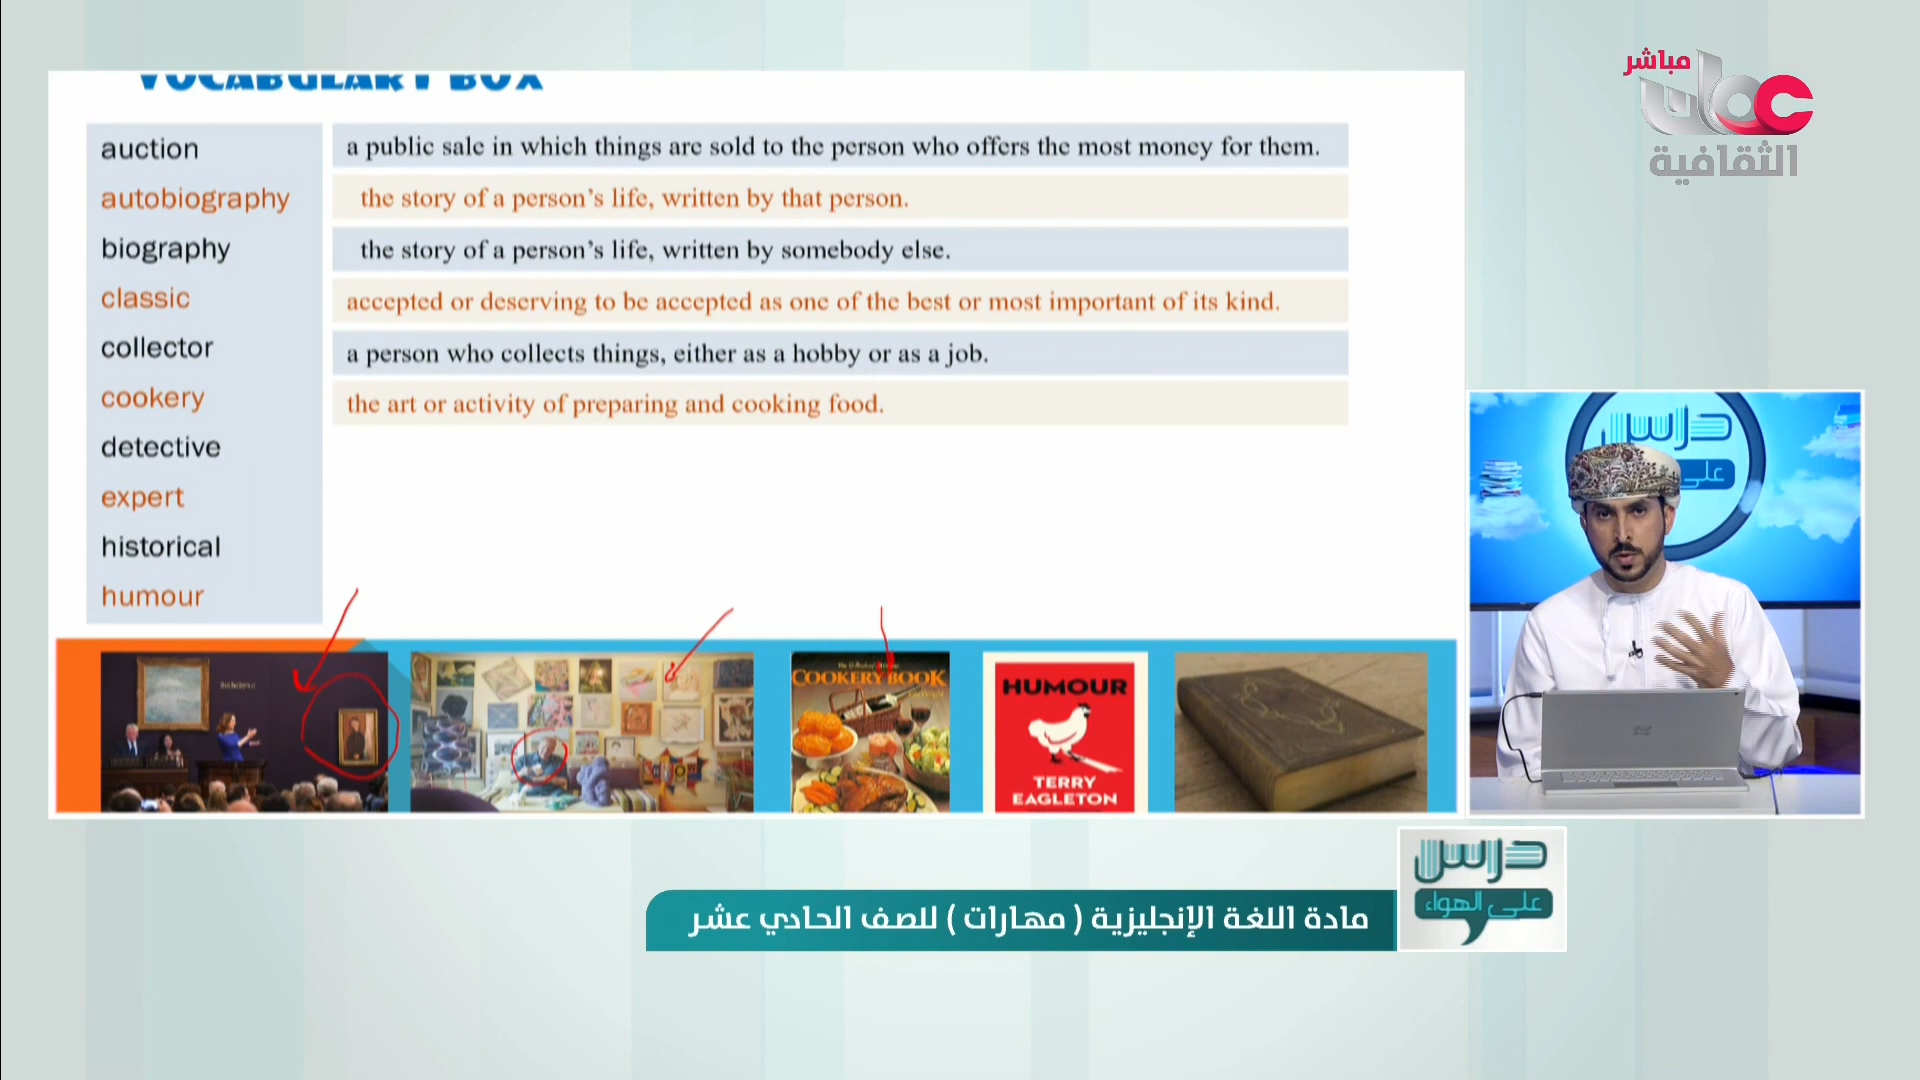 VOCABULARY BOX
auction
a public sale in which things are sold to the person who offers the most money for them.
autobiography
the story of a person's life, written by that person.
biography
the story of a person's life, written by somebody else.
classic
accepted or deserving to be accepted as one of the best or most important of its kind.
collector
a person who collects things, either as a hobby or as a job.
cookery
the art or activity of preparing and cooking food.
detective
expert
historical
humour
COOKERY BOOK
HUMOUR
TERRY
EAGLETON
مباشر
عمان
الثقافية
درس
على
درس
على الهواء
مادة اللغة الإنجليزية ( مهارات ) للصف الحادي عشر